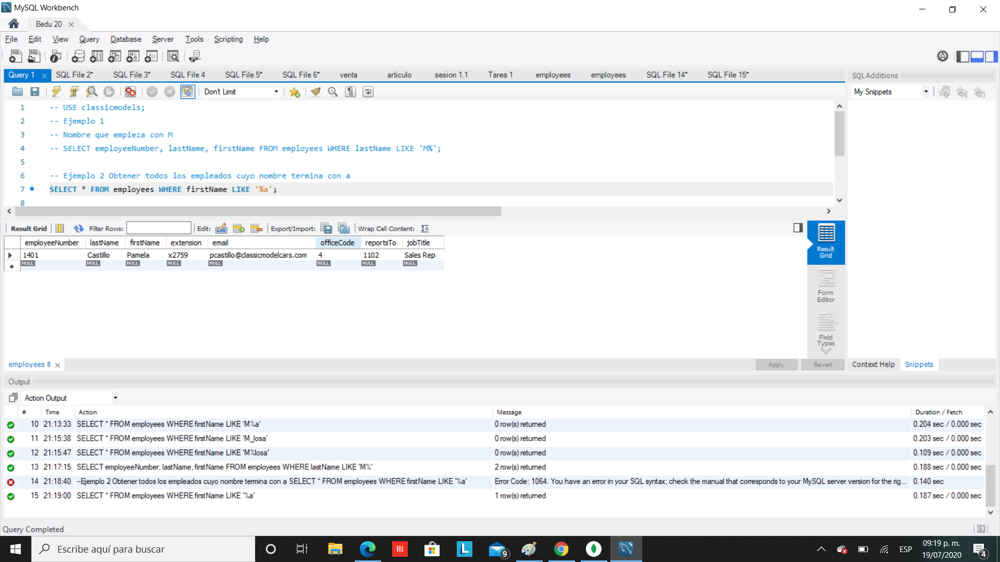 MySQL Workbench
Bedu 20
File Edit View Query Database Server Tools Scripting Help
Query 1 SQL File 2* SQL File 3* SQL File 4 SQL File 5* SQL File 6* venta articulo sesion 1.1 Tarea 1 employees employees SQL File 14* SQL File 15*
SQLAdditions
Don't Limit
My Snippets
1 -- USE classicmodels;
2 -- Ejemplo 1
3 -- Nombre que empieza con M
4 -- SELECT employeeNumber, lastName, firstName FROM employees WHERE lastName LIKE 'M%';
5
6 -- Ejemplo 2 Obtener todos los empleados cuyo nombre termina con a
7 SELECT * FROM employees WHERE firstName LIKE '%a';
8
Result Grid Filter Rows: Edit: Export/Import: Wrap Cell Content:
employeeNumber lastName firstName extension email officeCode reportsTo jobTitle
1401 Castillo Pamela x2759 pcastillo@classicmodelcars.com 4 1102 Sales Rep
NULL NULL NULL NULL NULL NULL NULL NULL
Result
Grid
Form
Editor
Field
Types
employees 8
Apply Revert
Context Help Snippets
Output
Action Output
# Time Action Message Duration / Fetch
10 21:13:33 SELECT * FROM employees WHERE firstName LIKE 'M%a' 0 row(s) returned 0.204 sec / 0.000 sec
11 21:15:38 SELECT * FROM employees WHERE firstName LIKE 'M_losa' 0 row(s) returned 0.203 sec / 0.000 sec
12 21:15:47 SELECT * FROM employees WHERE firstName LIKE 'M%losa' 0 row(s) returned 0.109 sec / 0.000 sec
13 21:17:15 SELECT employeeNumber, lastName, firstName FROM employees WHERE lastName LIKE 'M%' 2 row(s) returned 0.188 sec / 0.000 sec
14 21:18:40 --Ejemplo 2 Obtener todos los empleados cuyo nombre termina con a SELECT * FROM employees WHERE firstName LIKE '%a' Error Code: 1064. You have an error in your SQL syntax; check the manual that corresponds to your MySQL server version for the rig... 0.140 sec
15 21:19:00 SELECT * FROM employees WHERE firstName LIKE '%a' 1 row(s) returned 0.187 sec / 0.000 sec
Query Completed
Escribe aquí para buscar
L
9
ESP
09:19 p. m.
19/07/2020
4